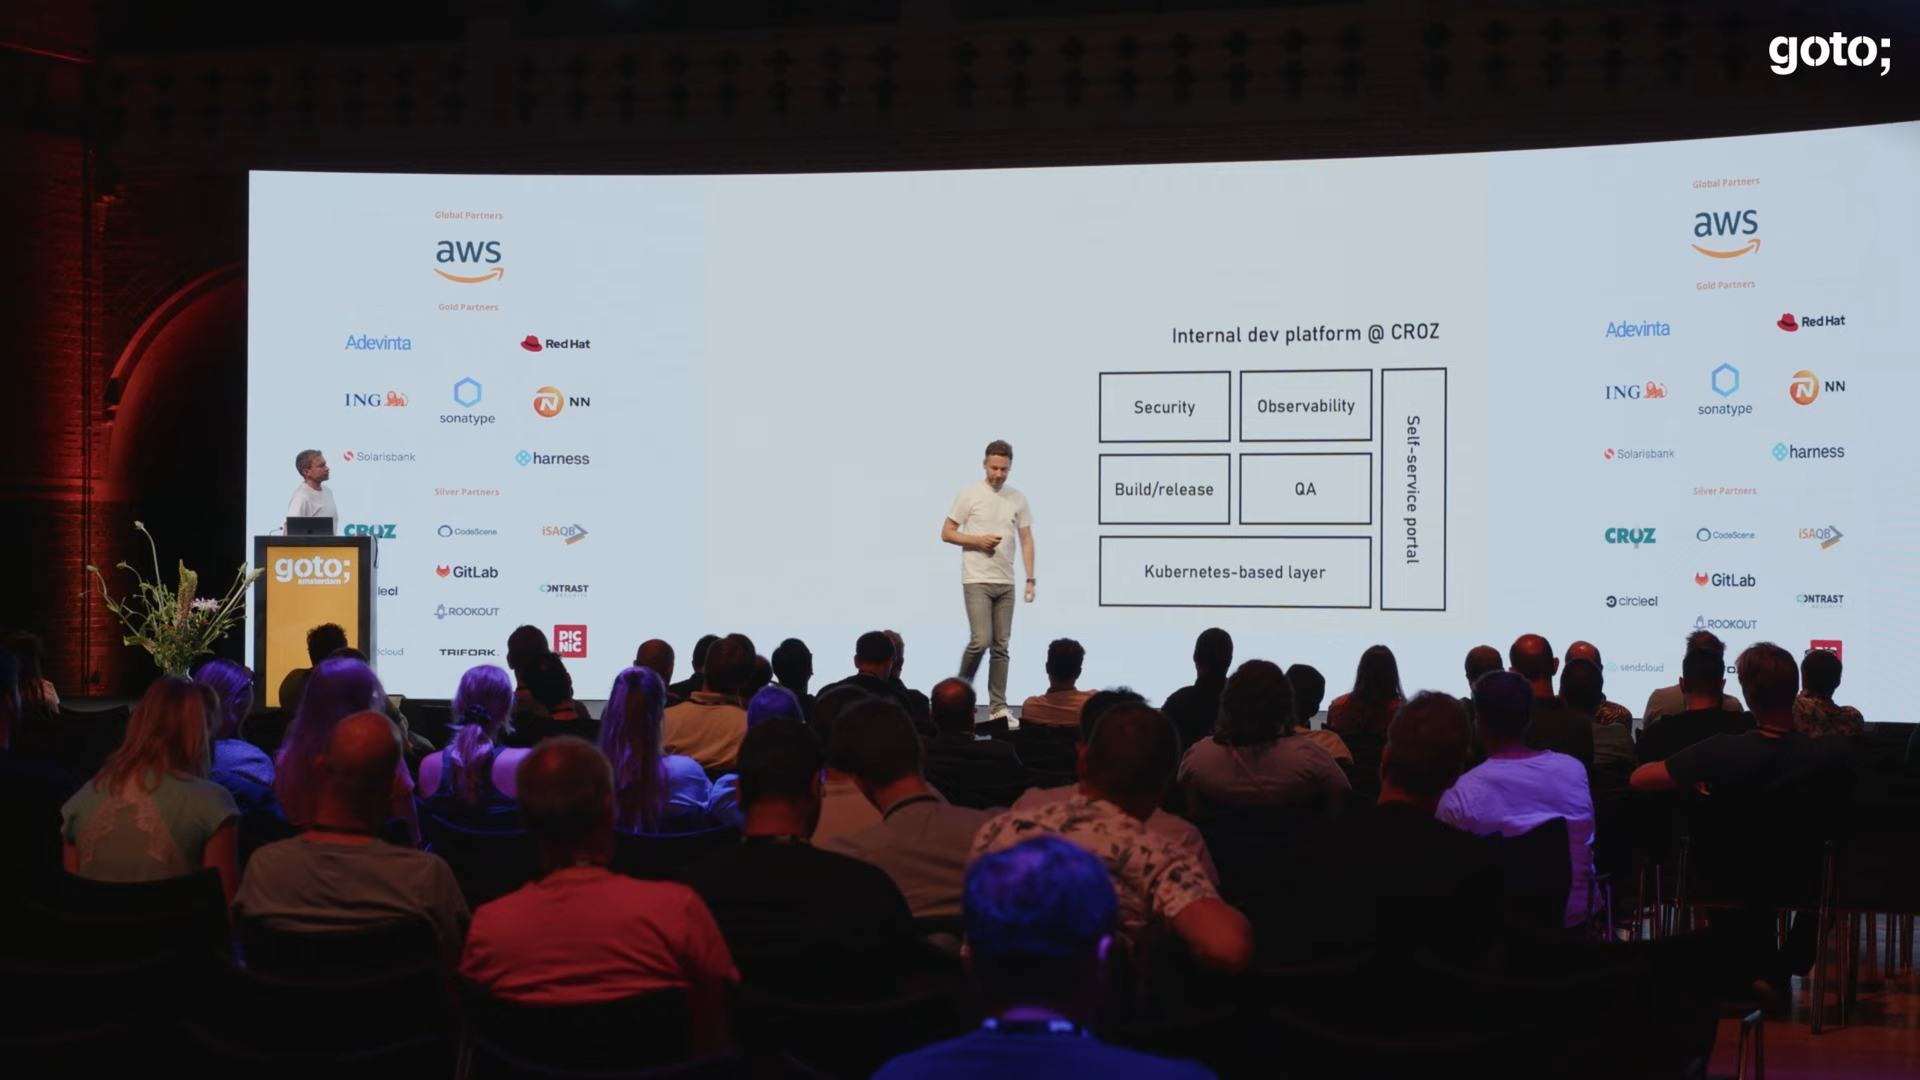 goto;
Global Partners
aws
Gold Partners
Adevinta
Red Hat
ING
sonatype
NN
Solarisbank
harness
Silver Partners
CROZ
CodeScene
iSAQB
GitLab
CONTRAST
SECURITY
ROOKOUT
TRIFORK.
PIC
NiC
goto;
amsterdam
Internal dev platform @ CROZ
Security
Observability
Build/release
QA
Kubernetes-based layer
Self-service portal
Global Partners
aws
Gold Partners
Adevinta
Red Hat
ING
sonatype
NN
Solarisbank
harness
Silver Partners
CROZ
CodeScene
iSAQB
GitLab
circleci
CONTRAST
SECURITY
ROOKOUT
sendcloud